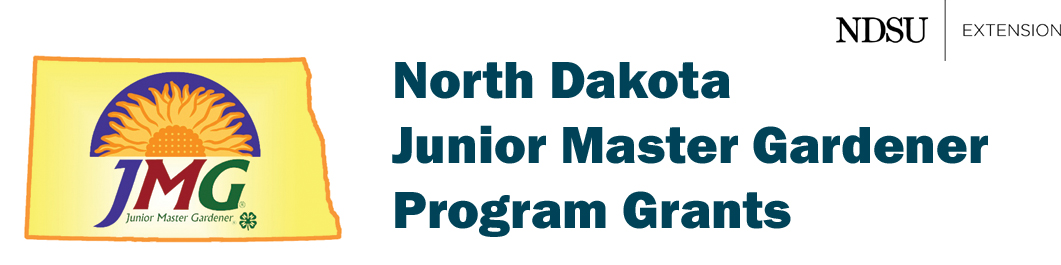 NDSU EXTENSION
North Dakota
Junior Master Gardener
Program Grants
JMG®
Junior Master Gardener®